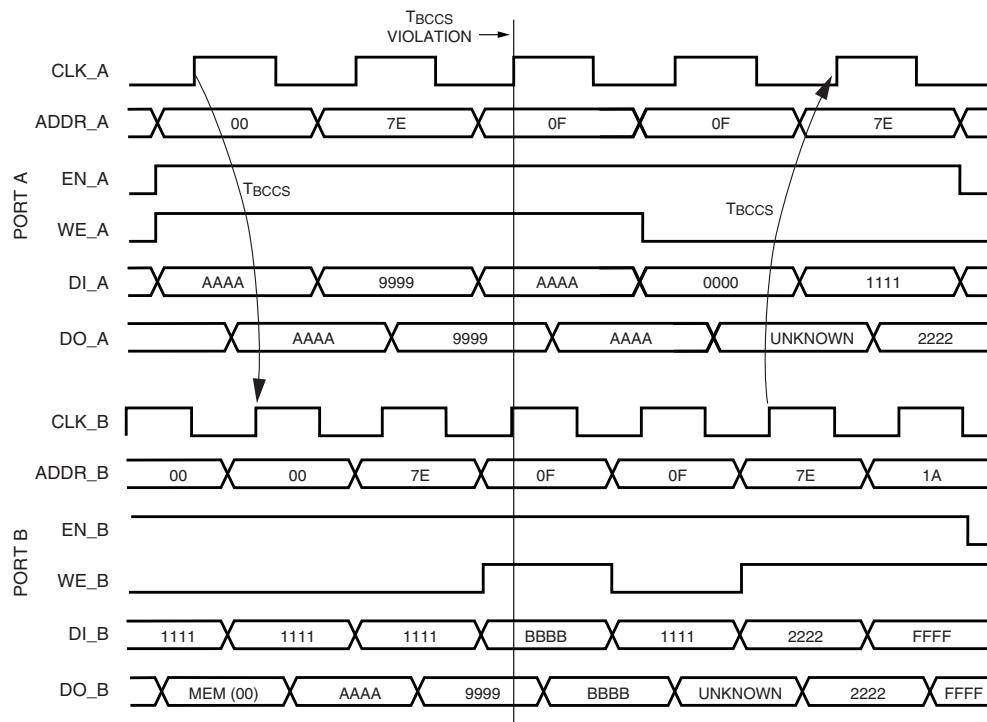 TBCCS
VIOLATION
CLK_A
ADDR_A 00 7E 0F 0F 7E
EN_A
TBCCS TBCCS
PORT A
WE_A
DI_A AAAA 9999 AAAA 0000 1111
DO_A AAAA 9999 AAAA UNKNOWN 2222
CLK_B
ADDR_B 00 00 7E 0F 0F 7E 1A
EN_B
PORT B
WE_B
DI_B 1111 1111 1111 BBBB 1111 2222 FFFF
DO_B MEM (00) AAAA 9999 BBBB UNKNOWN 2222 FFFF